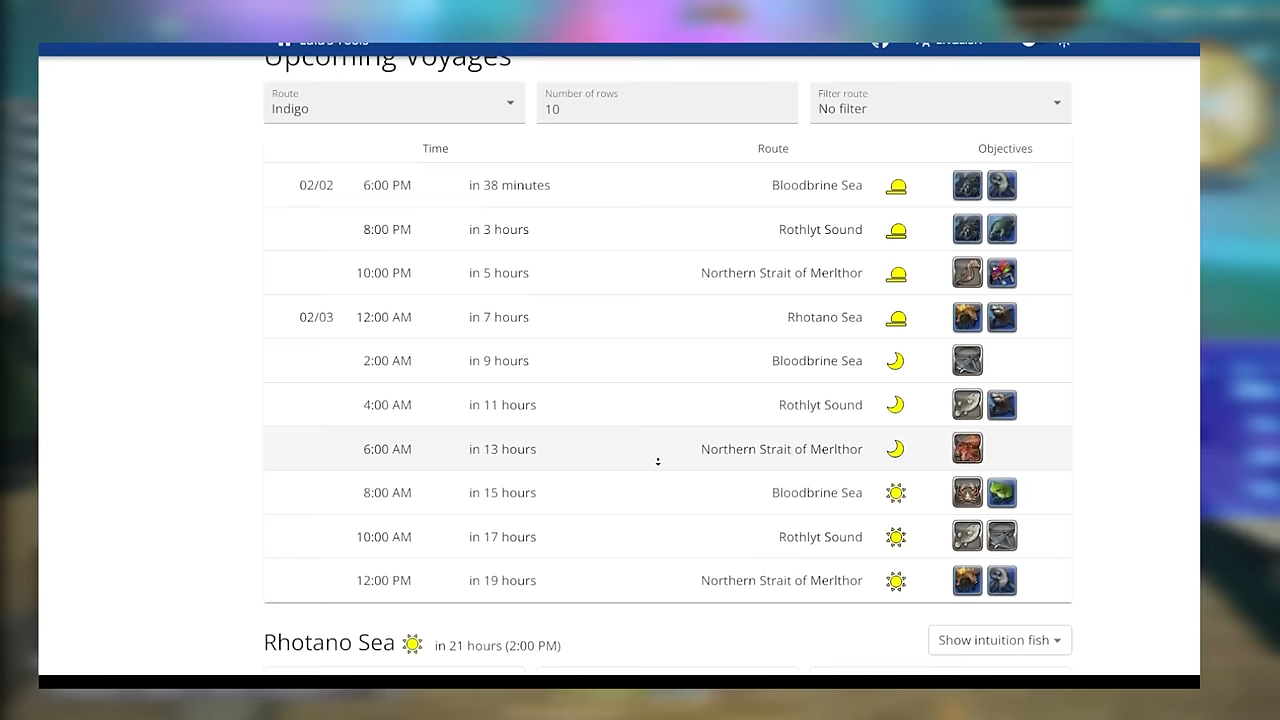 Lulu's Tools
ENGLISH
Upcoming Voyages
Route
Indigo
Number of rows
10
Filter route
No filter
Time Route Objectives
02/02 6:00 PM in 38 minutes Bloodbrine Sea
8:00 PM in 3 hours Rothlyt Sound
10:00 PM in 5 hours Northern Strait of Merlthor
02/03 12:00 AM in 7 hours Rhotano Sea
2:00 AM in 9 hours Bloodbrine Sea
4:00 AM in 11 hours Rothlyt Sound
6:00 AM in 13 hours Northern Strait of Merlthor
8:00 AM in 15 hours Bloodbrine Sea
10:00 AM in 17 hours Rothlyt Sound
12:00 PM in 19 hours Northern Strait of Merlthor
Rhotano Sea in 21 hours (2:00 PM) Show intuition fish